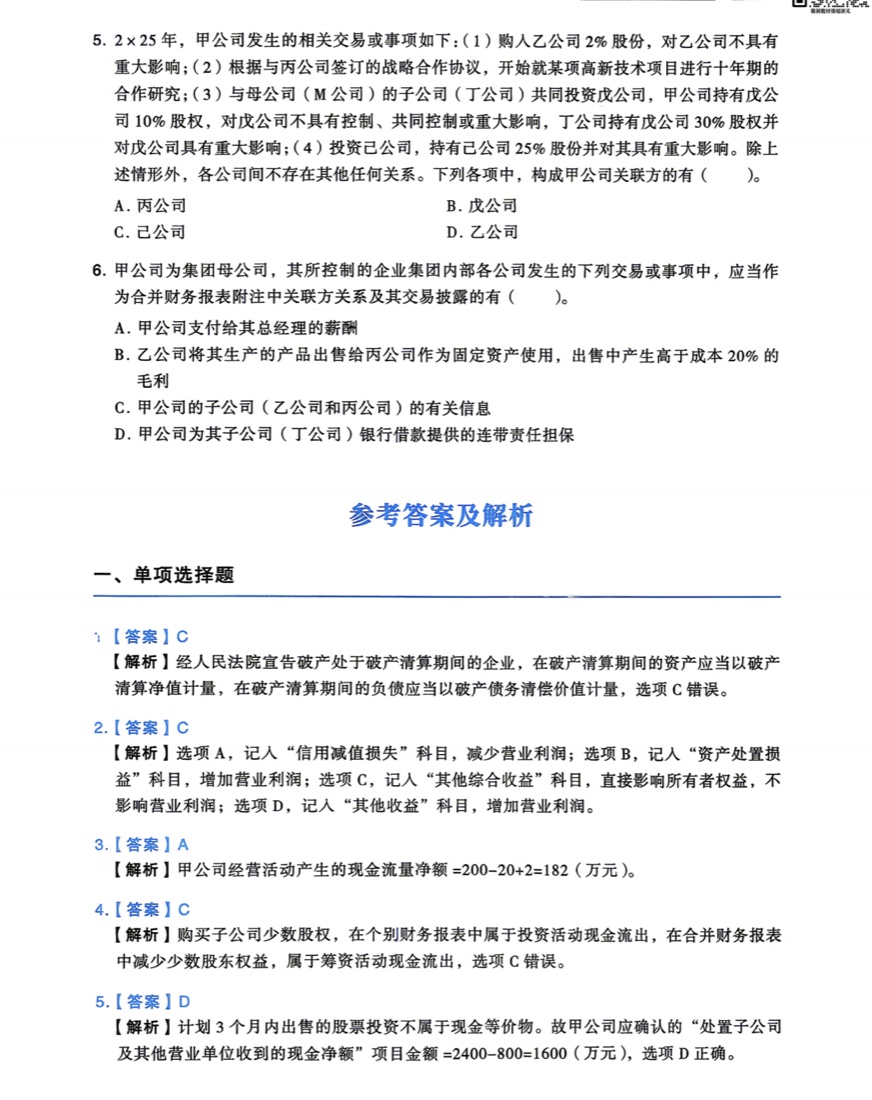 5. 2×25 年，甲公司发生的相关交易或事项如下：（1）购入乙公司 2% 股份，对乙公司不具有
重大影响；（2）根据与丙公司签订的战略合作协议，开始就某项高新技术项目进行十年期的
合作研究；（3）与母公司（M 公司）的子公司（丁公司）共同投资戊公司，甲公司持有戊公
司 10% 股权，对戊公司不具有控制、共同控制或重大影响，丁公司持有戊公司 30% 股权并
对戊公司具有重大影响；（4）投资己公司，持有己公司 25% 股份并对其具有重大影响。除上
述情形外，各公司间不存在其他任何关系。下列各项中，构成甲公司关联方的有（　　）。
A. 丙公司　　B. 戊公司
C. 己公司　　D. 乙公司
6. 甲公司为集团母公司，其所控制的企业集团内部各公司发生的下列交易或事项中，应当作
为合并财务报表附注中关联方关系及其交易披露的有（　　）。
A. 甲公司支付给其总经理的薪酬
B. 乙公司将其生产的产品出售给丙公司作为固定资产使用，出售中产生高于成本 20% 的
毛利
C. 甲公司的子公司（乙公司和丙公司）的有关信息
D. 甲公司为其子公司（丁公司）银行借款提供的连带责任担保
参考答案及解析
一、单项选择题
【答案】C
【解析】经人民法院宣告破产处于破产清算期间的企业，在破产清算期间的资产应当以破产
清算净值计量，在破产清算期间的负债应当以破产债务清偿价值计量，选项 C 错误。
2.【答案】C
【解析】选项 A，记入“信用减值损失”科目，减少营业利润；选项 B，记入“资产处置损
益”科目，增加营业利润；选项 C，记入“其他综合收益”科目，直接影响所有者权益，不
影响营业利润；选项 D，记入“其他收益”科目，增加营业利润。
3.【答案】A
【解析】甲公司经营活动产生的现金流量净额 =200-20+2=182（万元）。
4.【答案】C
【解析】购买子公司少数股权，在个别财务报表中属于投资活动现金流出，在合并财务报表
中减少少数股东权益，属于筹资活动现金流出，选项 C 错误。
5.【答案】D
【解析】计划 3 个月内出售的股票投资不属于现金等价物。故甲公司应确认的“处置子公司
及其他营业单位收到的现金净额”项目金额 =2400-800=1600（万元），选项 D 正确。